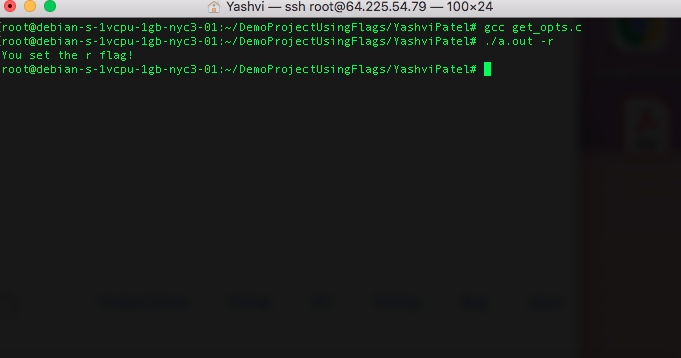 Yashvi — ssh root@64.225.54.79 — 100×24
[root@debian-s-1vcpu-1gb-nyc3-01:~/DemoProjectUsingFlags/YashviPatel# gcc get_opts.c
[root@debian-s-1vcpu-1gb-nyc3-01:~/DemoProjectUsingFlags/YashviPatel# ./a.out -r
You set the r flag!
root@debian-s-1vcpu-1gb-nyc3-01:~/DemoProjectUsingFlags/YashviPatel#